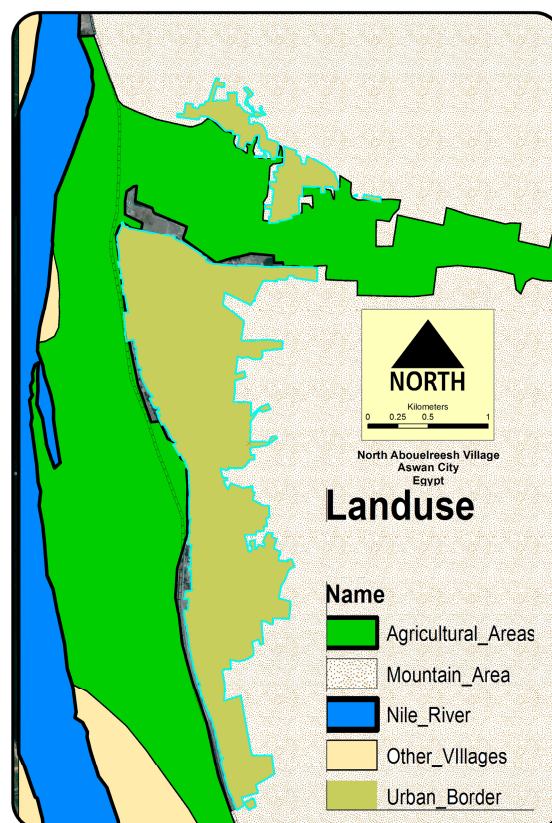 NORTH
Kilometers
0 0.25 0.5 1
North Abouelreesh Village
Aswan City
Egypt
Landuse
Name
Agricultural_Areas
Mountain_Area
Nile_River
Other_VIllages
Urban_Border